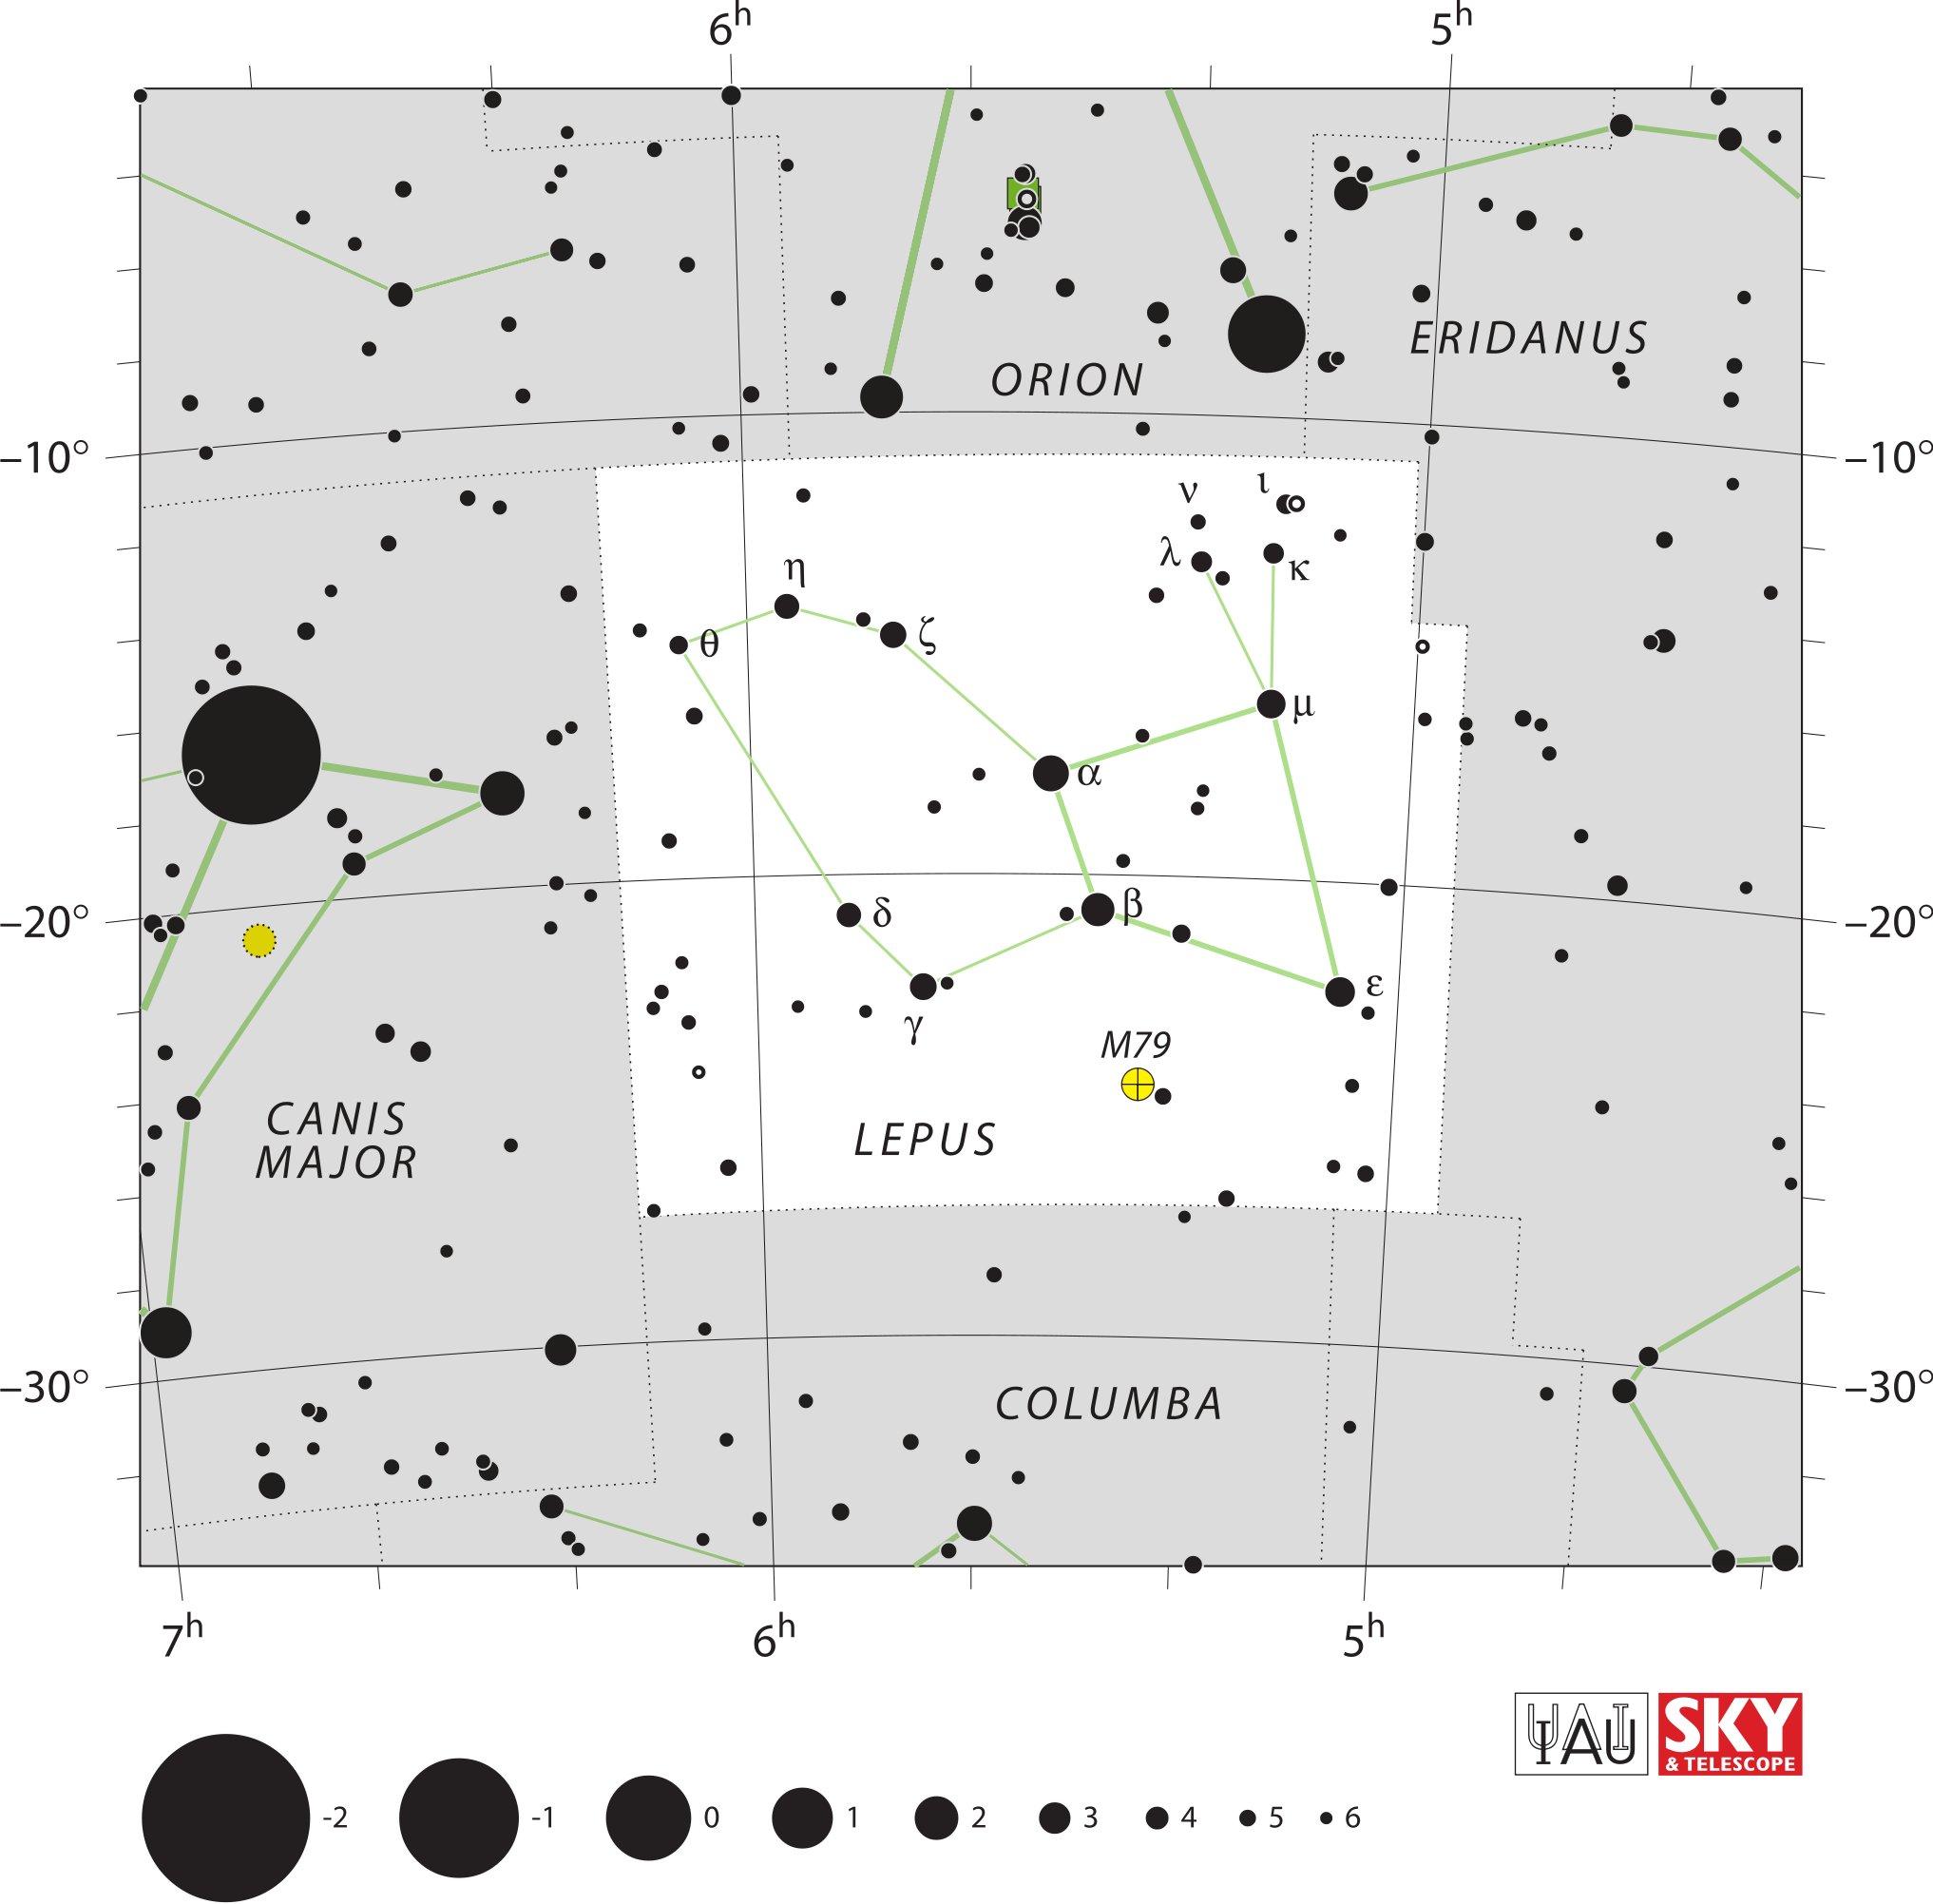 6h 5h
ERIDANUS
ORION
−10° −10°
ν ι
λ κ
η
θ ζ
μ
α
−20° β −20°
δ
ε
γ
M79
CANIS
MAJOR
LEPUS
−30° −30°
COLUMBA
7h 6h 5h
IAU IAU
SKY
& TELESCOPE
-2 -1 0 1 2 3 4 5 6